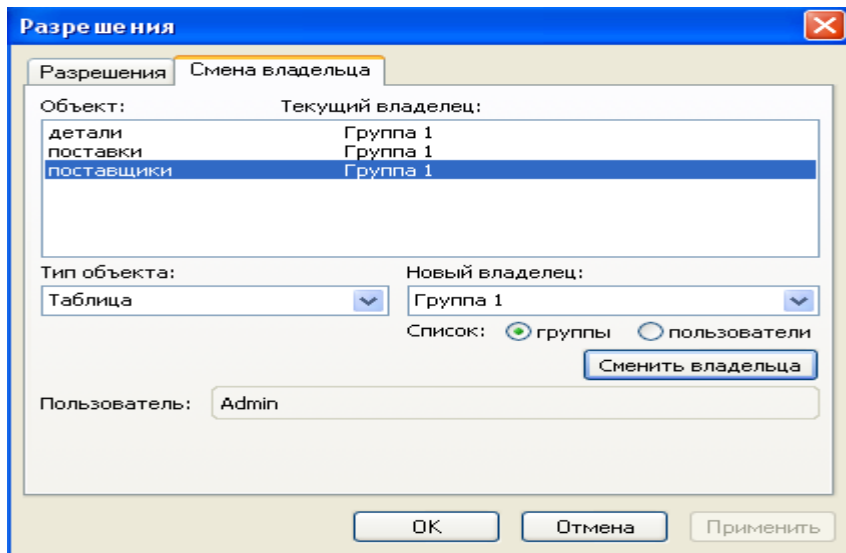 Разрешения
Разрешения Смена владельца
Объект: Текущий владелец:
детали Группа 1
поставки Группа 1
поставщики Группа 1
Тип объекта: Новый владелец:
Таблица Группа 1
Список: группы пользователи
Сменить владельца
Пользователь: Admin
OK Отмена Применить